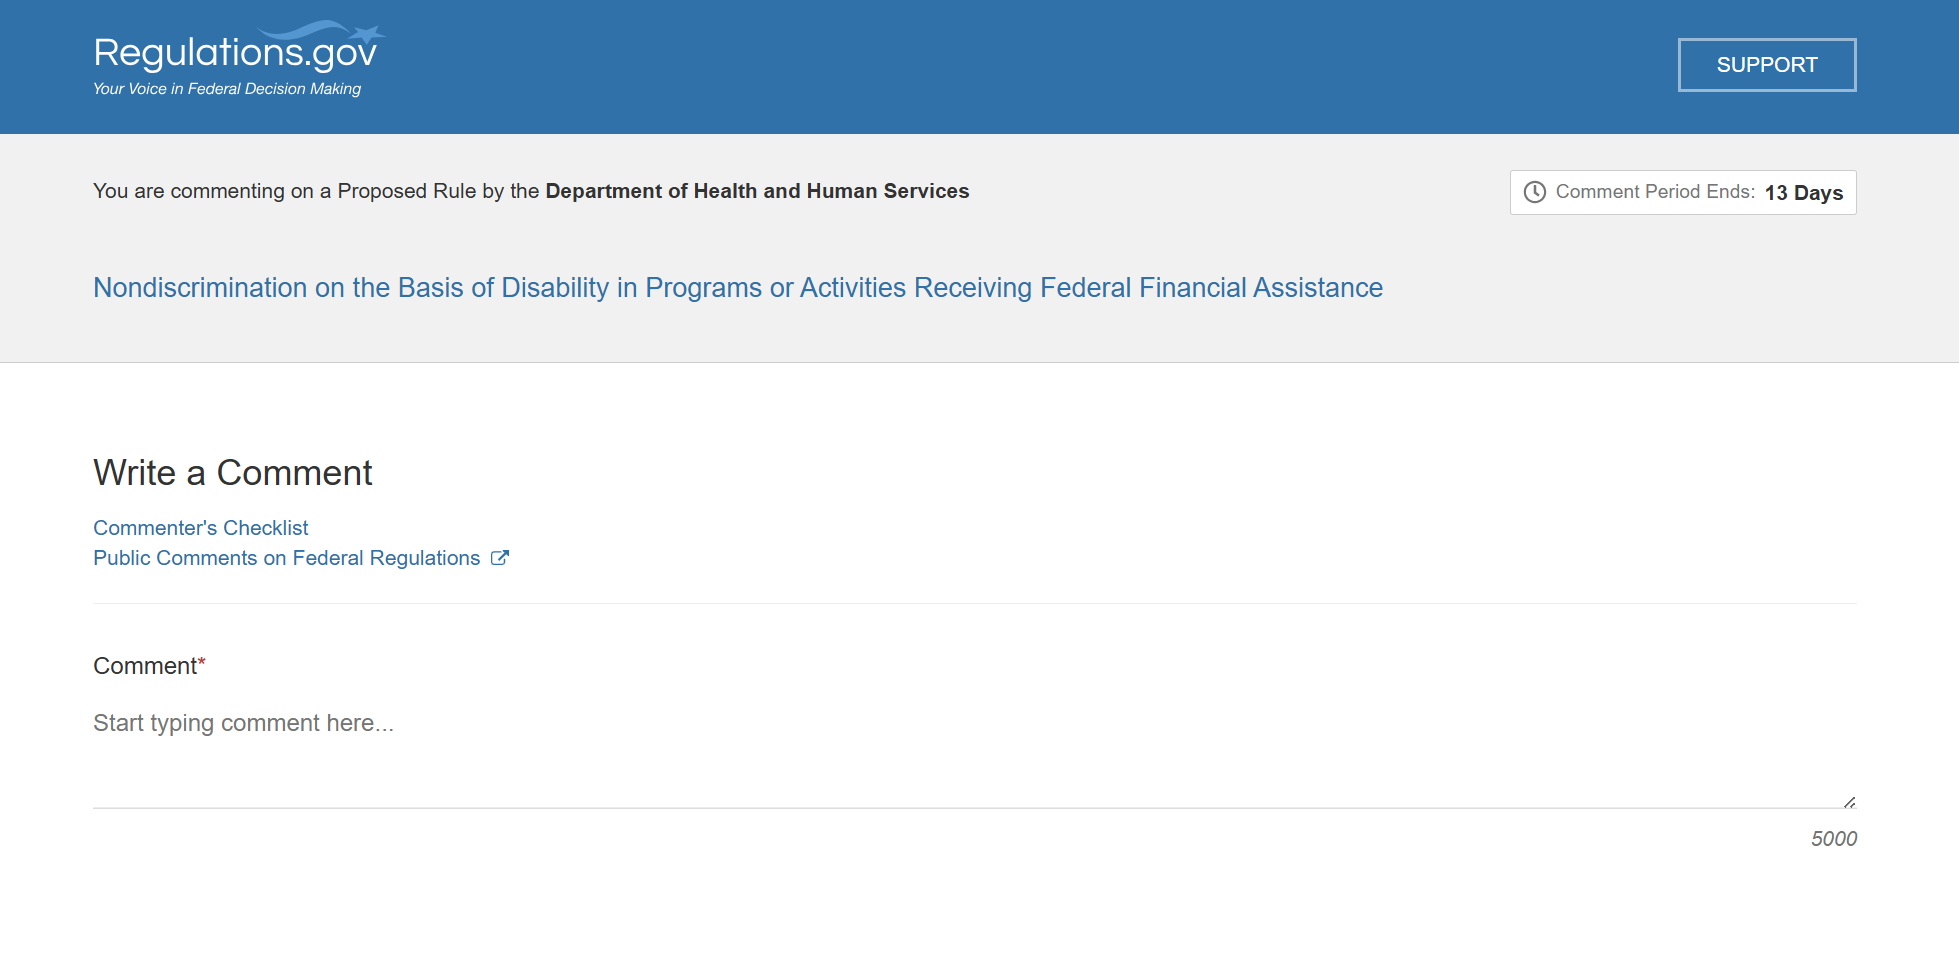 Regulations.gov
Your Voice in Federal Decision Making
SUPPORT
You are commenting on a Proposed Rule by the Department of Health and Human Services
Comment Period Ends: 13 Days
Nondiscrimination on the Basis of Disability in Programs or Activities Receiving Federal Financial Assistance
Write a Comment
Commenter's Checklist
Public Comments on Federal Regulations
Comment*
Start typing comment here...
5000